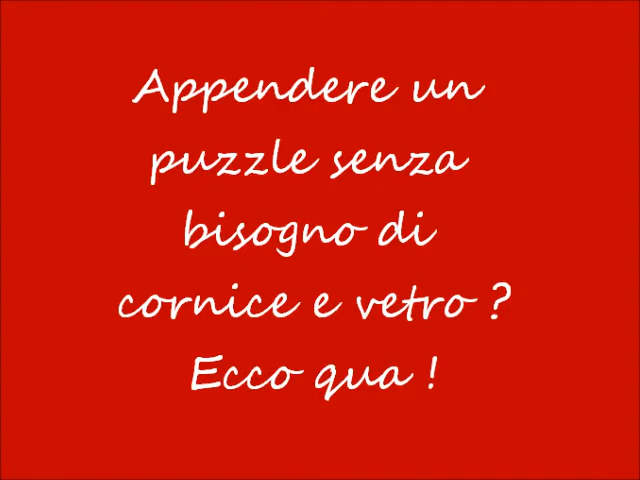 Appendere un
puzzle senza
bisogno di
cornice e vetro ?
Ecco qua !